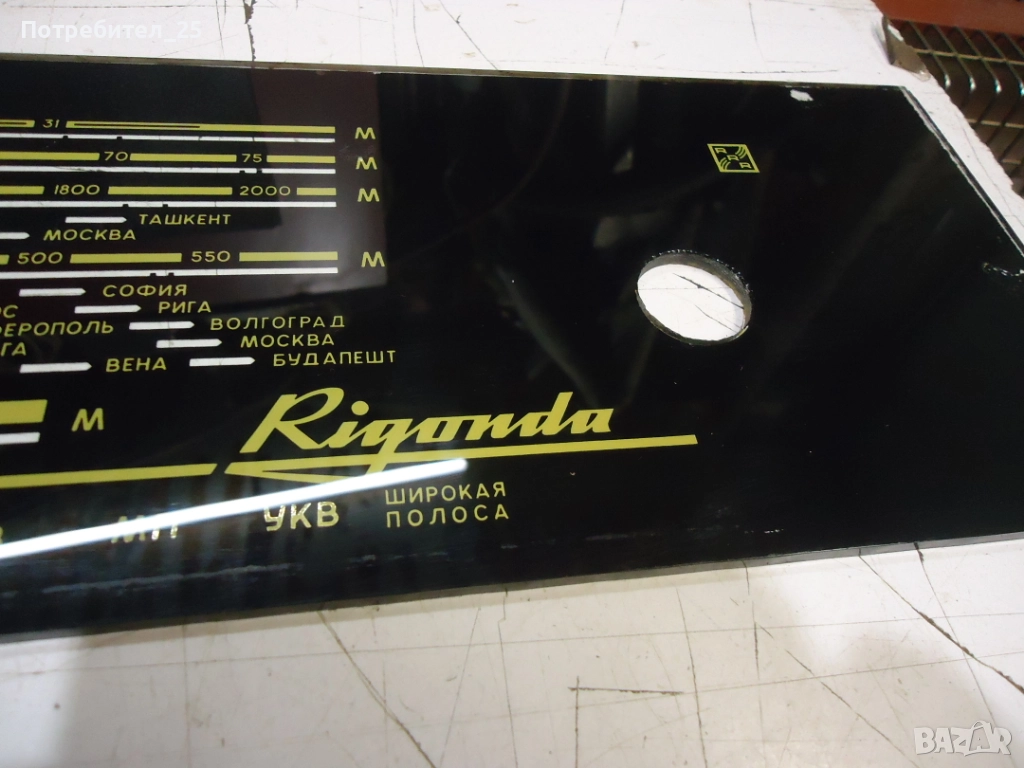 Потребител_25
31 М
70 75 М
1800 2000 М
ТАШКЕНТ
МОСКВА
500 550 М
СОФИЯ
РИГА
ВОЛГОГРАД
МОСКВА
ВЕНА БУДАПЕШТ
М
Rigonda
УКВ ШИРОКАЯ
ПОЛОСА
BAZAR